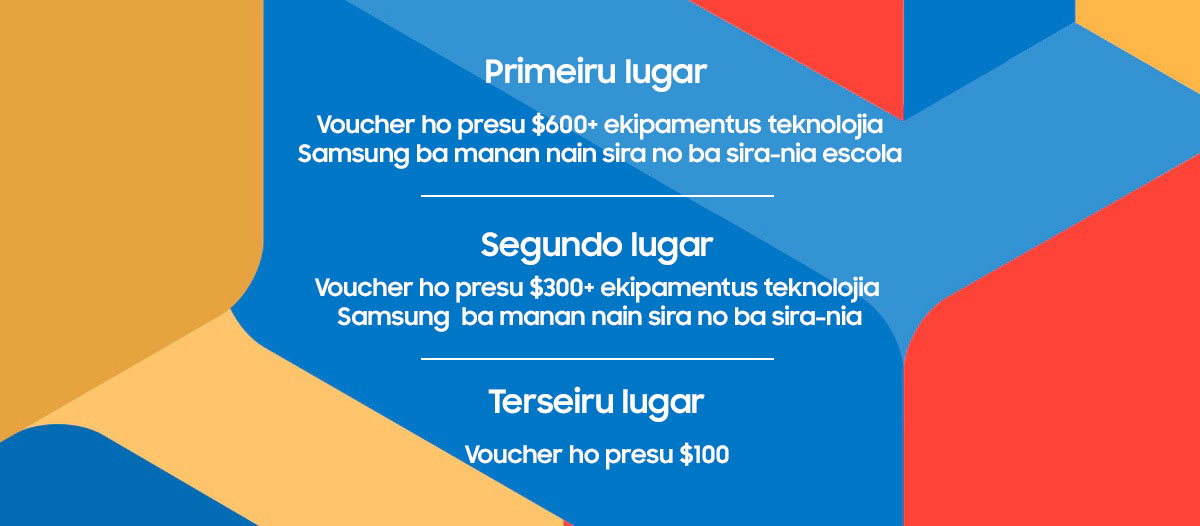 Primeiru lugar
Voucher ho presu $600+ ekipamentus teknolojia
Samsung ba manan nain sira no ba sira-nia escola
Segundo lugar
Voucher ho presu $300+ ekipamentus teknolojia
Samsung  ba manan nain sira no ba sira-nia
Terseiru lugar
Voucher ho presu $100